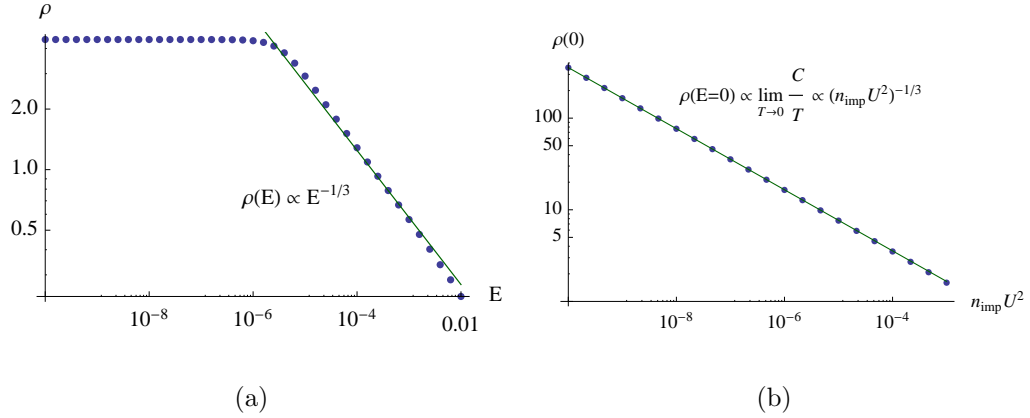 ρ
2.0
1.0
0.5
ρ(E) ∝ E^{-1/3}
10^{-8}
10^{-6}
10^{-4}
0.01
E
(a)
ρ(0)
100
50
10
5
ρ(E=0) ∝ lim_{T→0} C/T ∝ (n_{imp}U^2)^{-1/3}
10^{-8}
10^{-6}
10^{-4}
n_{imp}U^2
(b)